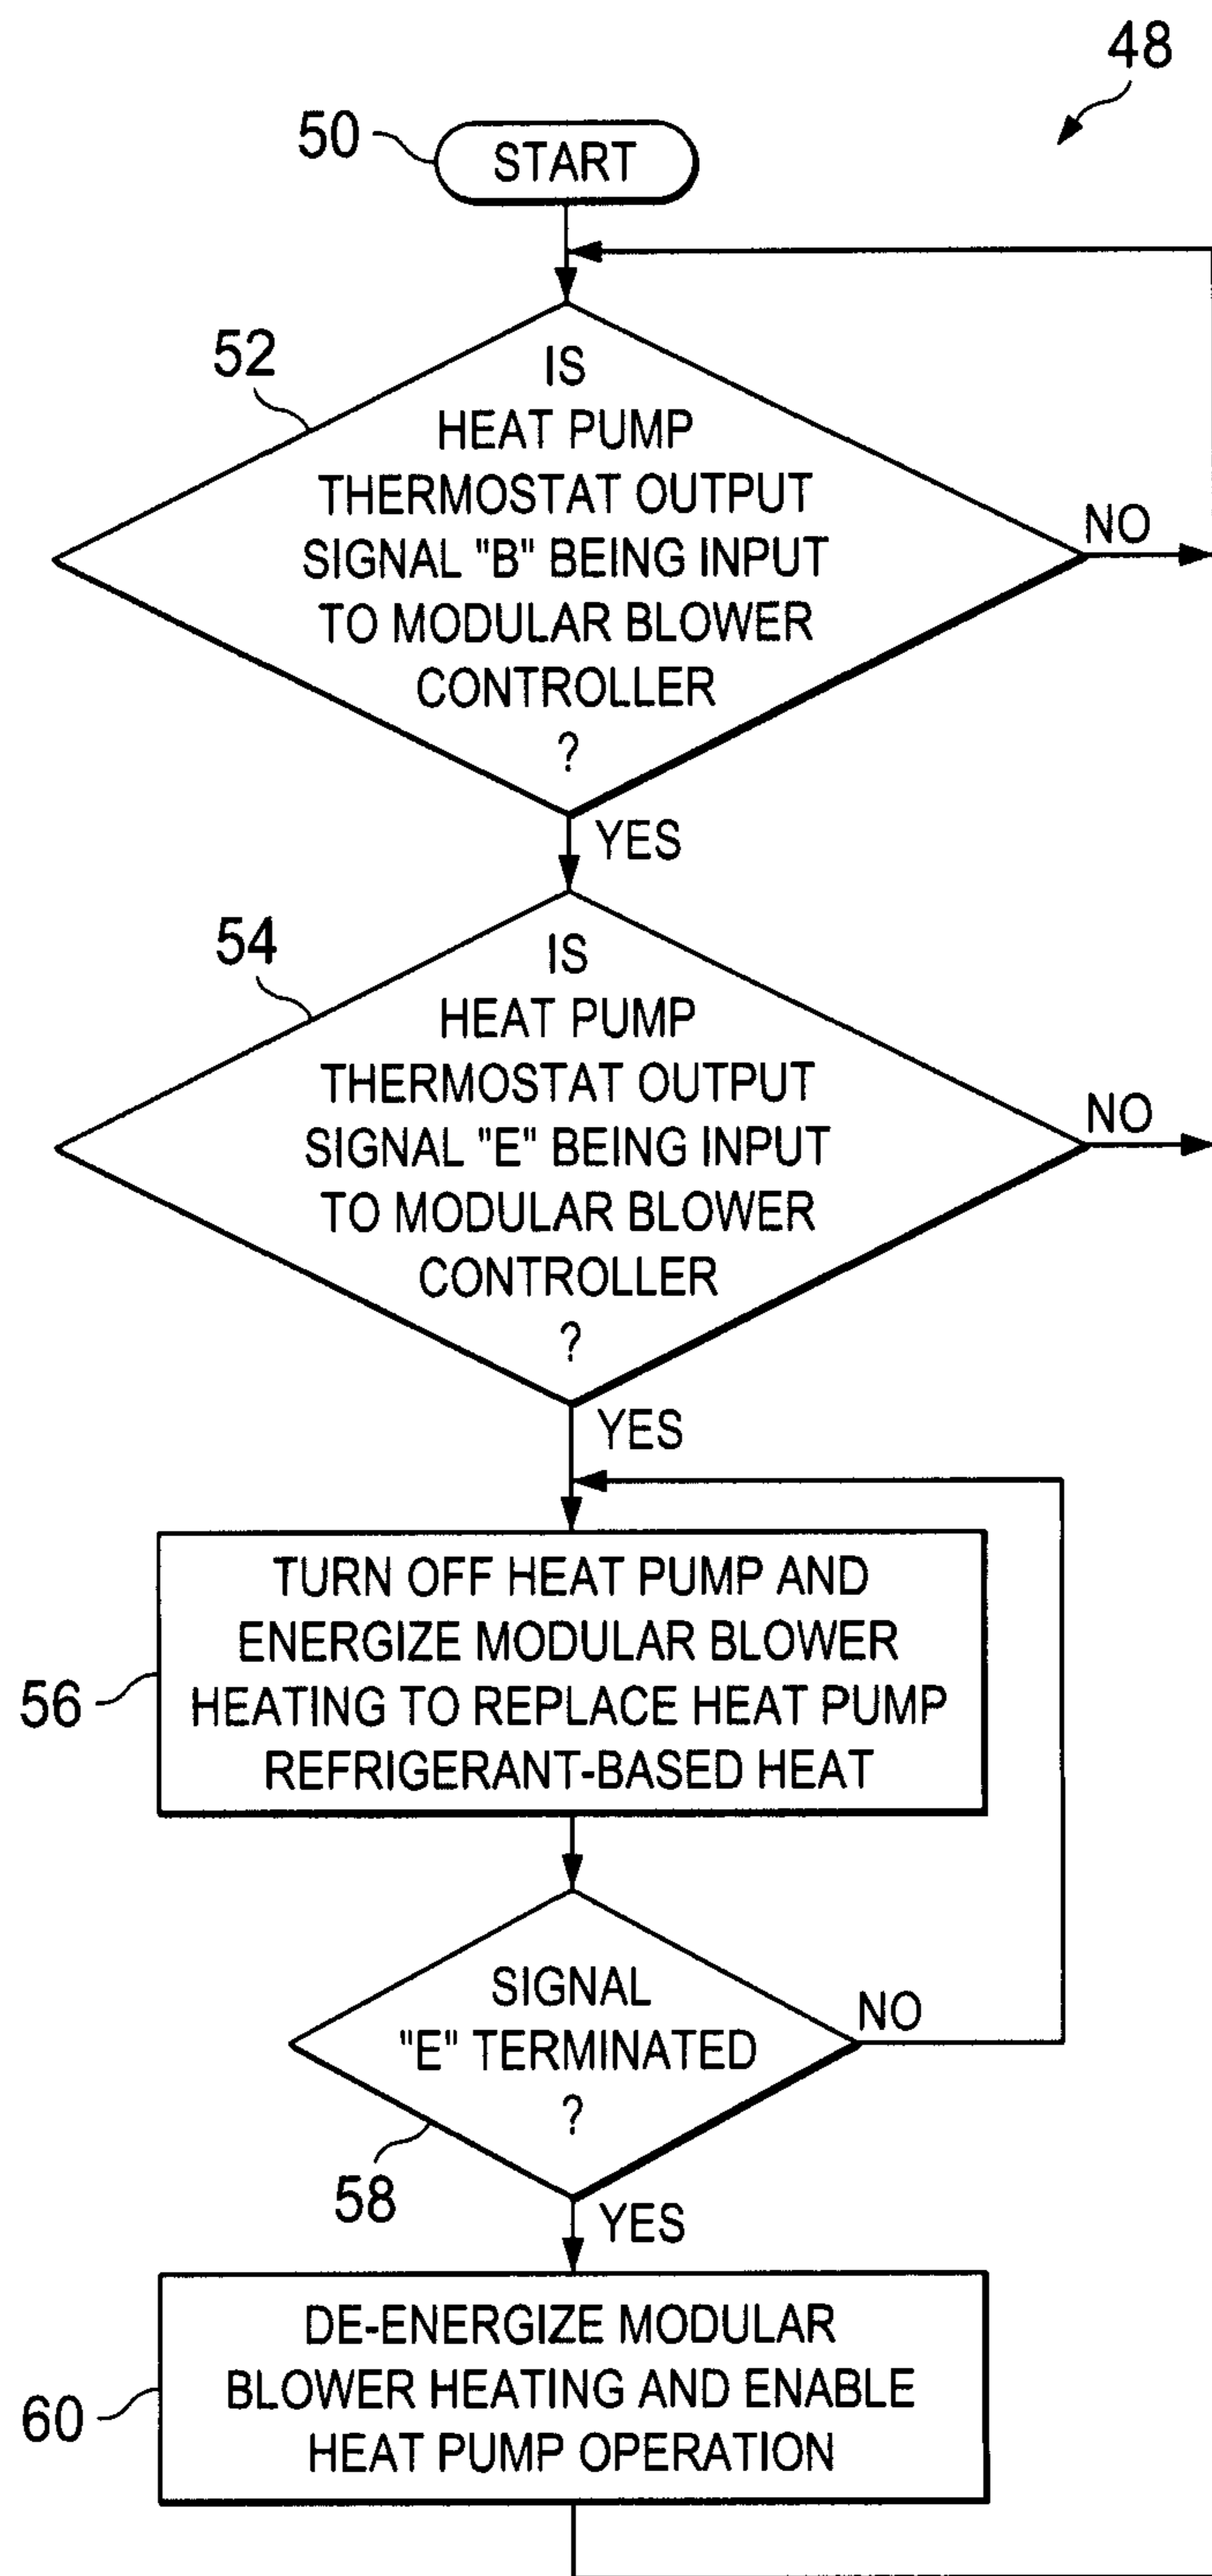 48
50
START
52
IS
HEAT PUMP
THERMOSTAT OUTPUT
SIGNAL "B" BEING INPUT
TO MODULAR BLOWER
CONTROLLER
?
NO
YES
54
IS
HEAT PUMP
THERMOSTAT OUTPUT
SIGNAL "E" BEING INPUT
TO MODULAR BLOWER
CONTROLLER
?
NO
YES
56
TURN OFF HEAT PUMP AND
ENERGIZE MODULAR BLOWER
HEATING TO REPLACE HEAT PUMP
REFRIGERANT-BASED HEAT
SIGNAL
"E" TERMINATED
?
NO
58
YES
60
DE-ENERGIZE MODULAR
BLOWER HEATING AND ENABLE
HEAT PUMP OPERATION